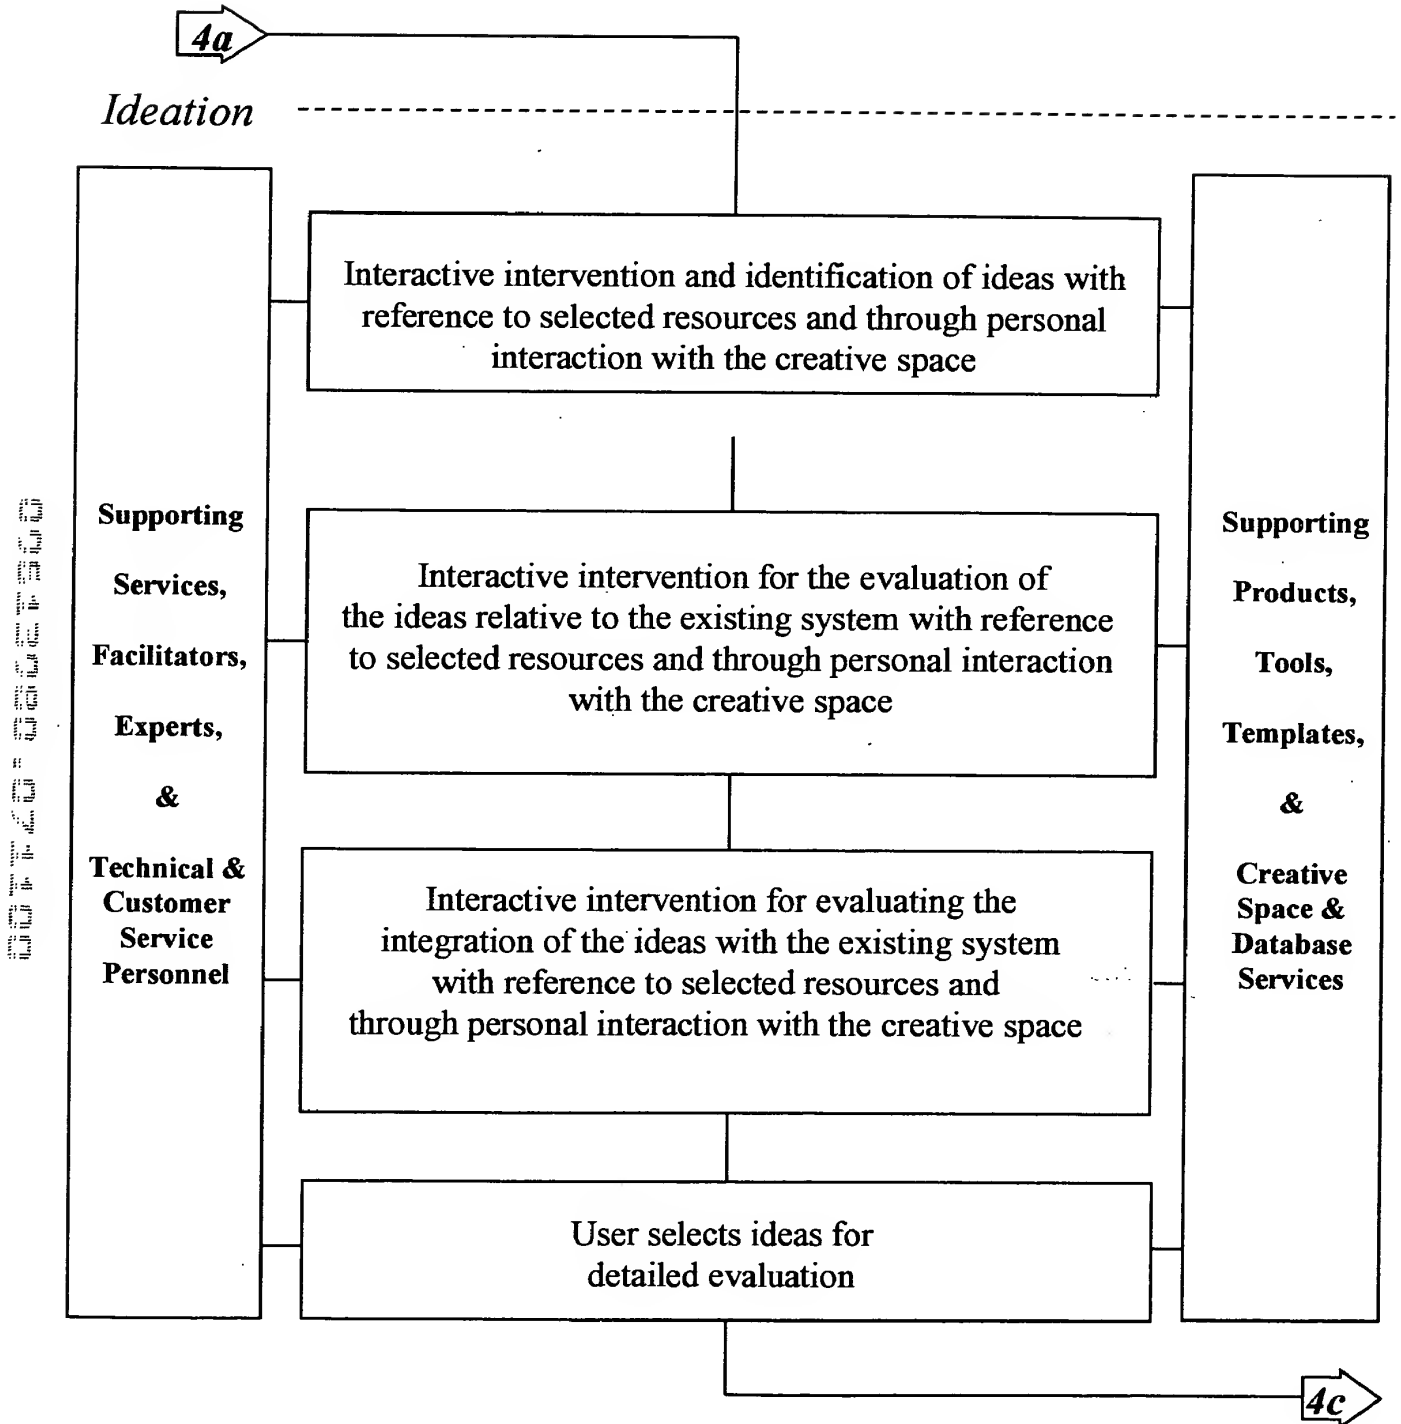 4a
Ideation
Interactive intervention and identification of ideas with
reference to selected resources and through personal
interaction with the creative space
Supporting
Services,
Facilitators,
Experts,
&
Technical &
Customer
Service
Personnel
Interactive intervention for the evaluation of
the ideas relative to the existing system with reference
to selected resources and through personal interaction
with the creative space
Interactive intervention for evaluating the
integration of the ideas with the existing system
with reference to selected resources and
through personal interaction with the creative space
User selects ideas for
detailed evaluation
Supporting
Products,
Tools,
Templates,
&
Creative
Space &
Database
Services
4c